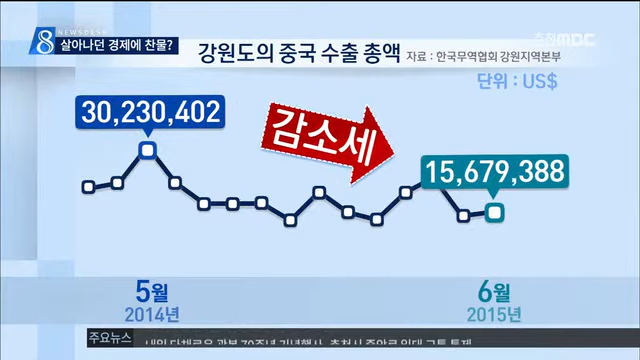 8 NEWSDESK
살아나던 경제에 찬물?
강원도의 중국 수출 총액 자료 : 한국무역협회 강원지역본부
춘천MBC
단위 : US$
30,230,402
감소세
15,679,388
5월 6월
2014년 2015년
주요뉴스